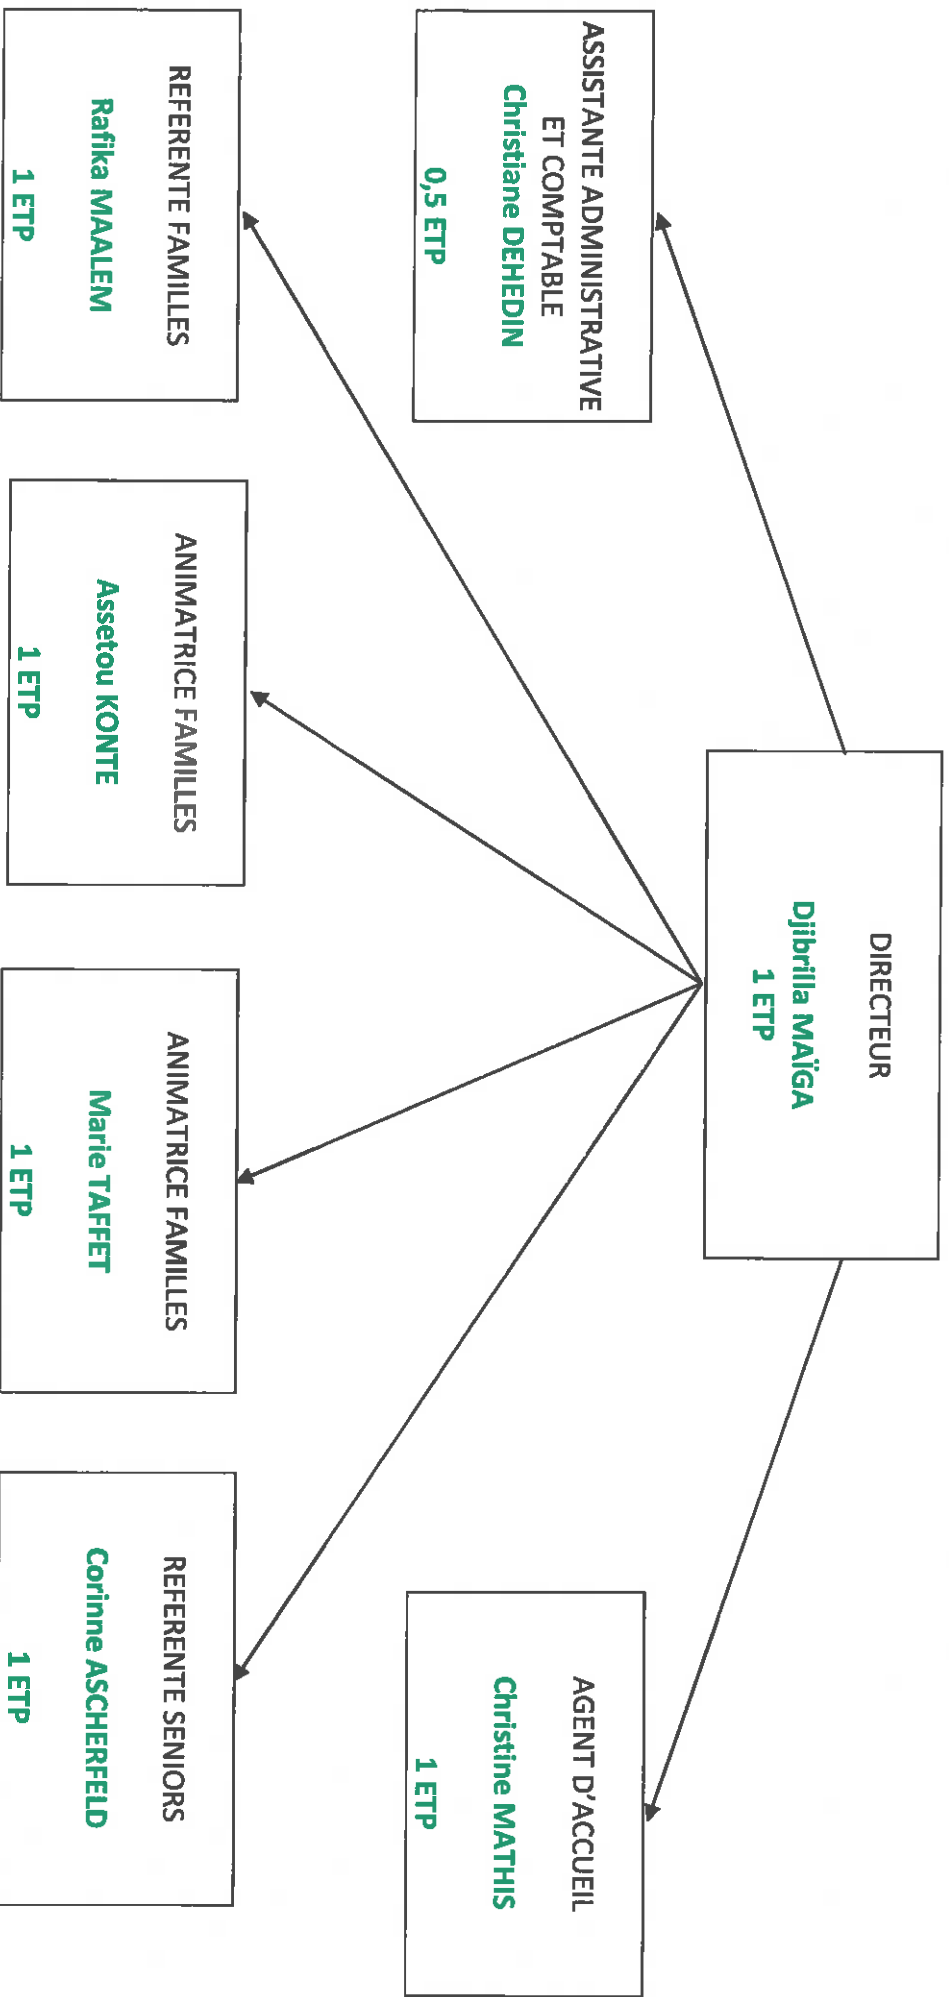 DIRECTEUR
Djibrilla MAÏGA
1 ETP
ASSISTANTE ADMINISTRATIVE
ET COMPTABLE
Christiane DEHEDIN
0,5 ETP
AGENT D'ACCUEIL
Christine MATHIS
1 ETP
REFERENTE FAMILLES
Rafika MAALEM
1 ETP
ANIMATRICE FAMILLES
Assetou KONTE
1 ETP
ANIMATRICE FAMILLES
Marie TAFFET
1 ETP
REFERENTE SENIORS
Corinne ASCHERFELD
1 ETP